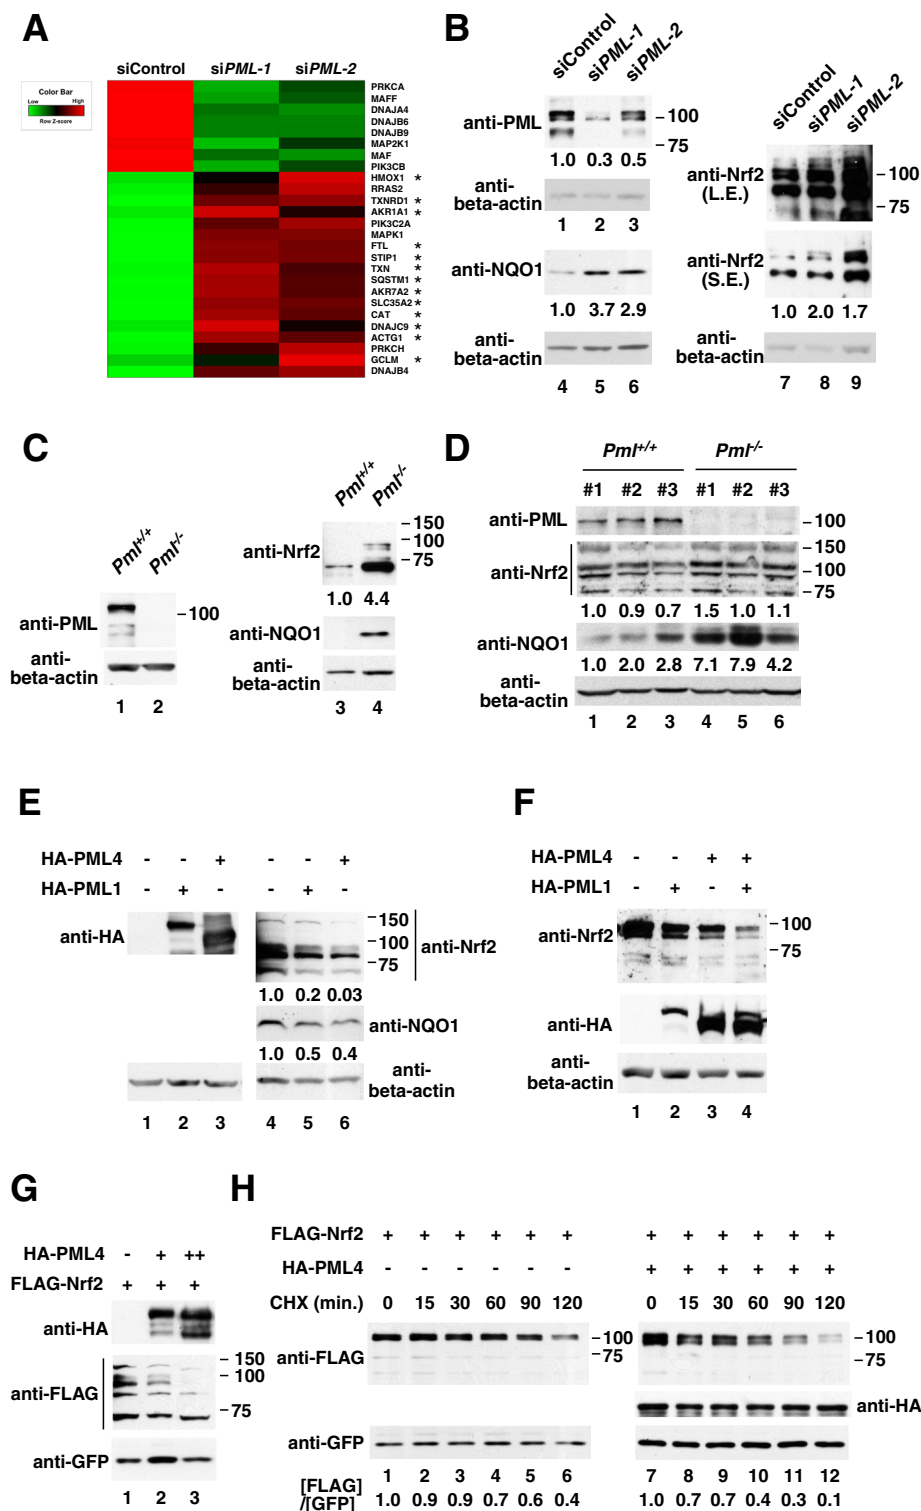 A
siControl siPML-1 siPML-2
Color Bar
Low High
Row Z-score
PRKCA
MAFF
DNAJA4
DNAJB6
DNAJB9
MAP2K1
MAF
PIK3CB
HMOX1 *
RRAS2
TXNRD1 *
AKR1A1 *
PIK3C2A
MAPK1
FTL *
STIP1 *
TXN *
SQSTM1 *
AKR7A2 *
SLC35A2 *
CAT *
DNAJC9 *
ACTG1 *
PRKCH
GCLM *
DNAJB4
B
siControl siPML-1 siPML-2
anti-PML
100
75
1.0 0.3 0.5
anti-
beta-actin
1 2 3
anti-NQO1
1.0 3.7 2.9
anti-
beta-actin
4 5 6
siControl siPML-1 siPML-2
anti-Nrf2
(L.E.)
100
75
anti-Nrf2
(S.E.)
100
75
1.0 2.0 1.7
anti-
beta-actin
7 8 9
C
Pml+/+ Pml-/-
anti-PML
100
anti-
beta-actin
1 2
Pml+/+ Pml-/-
anti-Nrf2
150
100
75
1.0 4.4
anti-NQO1
anti-
beta-actin
3 4
D
Pml+/+ Pml-/-
#1 #2 #3 #1 #2 #3
anti-PML
100
anti-Nrf2
150
100
75
1.0 0.9 0.7 1.5 1.0 1.1
anti-NQO1
1.0 2.0 2.8 7.1 7.9 4.2
anti-
beta-actin
1 2 3 4 5 6
E
HA-PML4 - - + - - +
HA-PML1 - + - - + -
anti-HA
150
100
75
anti-Nrf2
1.0 0.2 0.03
anti-NQO1
1.0 0.5 0.4
anti-
beta-actin
1 2 3 4 5 6
F
HA-PML4 - - + +
HA-PML1 - + - +
anti-Nrf2
100
75
anti-HA
anti-
beta-actin
1 2 3 4
G
HA-PML4 - + ++
FLAG-Nrf2 + + +
anti-HA
anti-FLAG
150
100
75
anti-GFP
1 2 3
H
FLAG-Nrf2 + + + + + + + + + + + +
HA-PML4 - - - - - - + + + + + +
CHX (min.) 0 15 30 60 90 120 0 15 30 60 90 120
anti-FLAG
100
75
100
75
anti-HA
anti-GFP
1 2 3 4 5 6 7 8 9 10 11 12
[FLAG]
/[GFP] 1.0 0.9 0.9 0.7 0.6 0.4 1.0 0.7 0.7 0.4 0.3 0.1